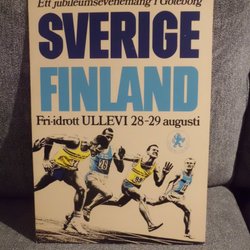 Ett jubileumsevenemang i Göteborg
SVERIGE
FINLAND
Fri-idrott ULLEVI 28-29 augusti